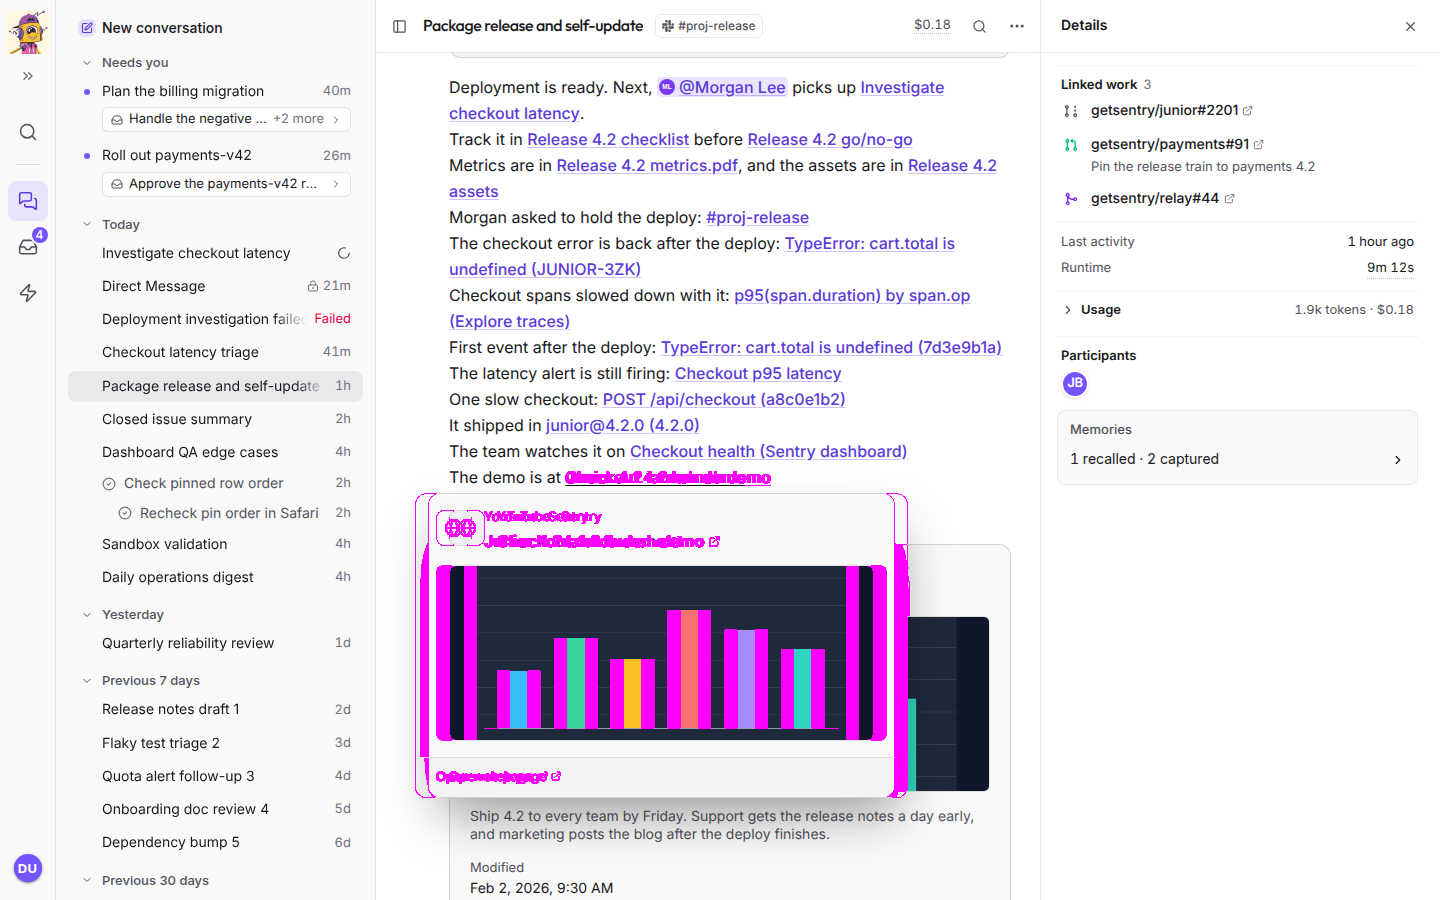 New conversation
Needs you
Plan the billing migration 40m
Handle the negative ... +2 more
Roll out payments-v42 26m
Approve the payments-v42 r...
Today
Investigate checkout latency
Direct Message 21m
Deployment investigation failed Failed
Checkout latency triage 41m
Package release and self-update 1h
Closed issue summary 2h
Dashboard QA edge cases 4h
Check pinned row order 2h
Recheck pin order in Safari 2h
Sandbox validation 4h
Daily operations digest 4h
Yesterday
Quarterly reliability review 1d
Previous 7 days
Release notes draft 1 2d
Flaky test triage 2 3d
Quota alert follow-up 3 4d
Onboarding doc review 4 5d
Dependency bump 5 6d
Previous 30 days
4
DU
Package release and self-update #proj-release $0.18
Deployment is ready. Next, ML @Morgan Lee picks up Investigate
checkout latency.
Track it in Release 4.2 checklist before Release 4.2 go/no-go
Metrics are in Release 4.2 metrics.pdf, and the assets are in Release 4.2
assets
Morgan asked to hold the deploy: #proj-release
The checkout error is back after the deploy: TypeError: cart.total is
undefined (JUNIOR-3ZK)
Checkout spans slowed down with it: p95(span.duration) by span.op
(Explore traces)
First event after the deploy: TypeError: cart.total is undefined (7d3e9b1a)
The latency alert is still firing: Checkout p95 latency
One slow checkout: POST /api/checkout (a8c0e1b2)
It shipped in junior@4.2.0 (4.2.0)
The team watches it on Checkout health (Sentry dashboard)
The demo is at
Ship 4.2 to every team by Friday. Support gets the release notes a day early,
and marketing posts the blog after the deploy finishes.
Modified
Feb 2, 2026, 9:30 AM
Details
Linked work 3
getsentry/junior#2201
getsentry/payments#91
Pin the release train to payments 4.2
getsentry/relay#44
Last activity 1 hour ago
Runtime 9m 12s
Usage 1.9k tokens · $0.18
Participants
JB
Memories
1 recalled · 2 captured